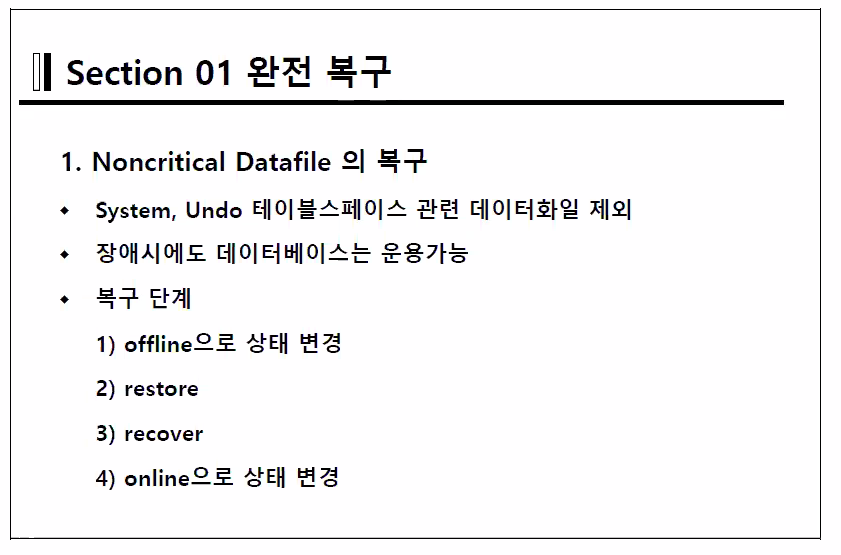 Section 01 완전 복구
1. Noncritical Datafile 의 복구
◆ System, Undo 테이블스페이스 관련 데이터화일 제외
◆ 장애시에도 데이터베이스는 운용가능
◆ 복구 단계
1) offline으로 상태 변경
2) restore
3) recover
4) online으로 상태 변경